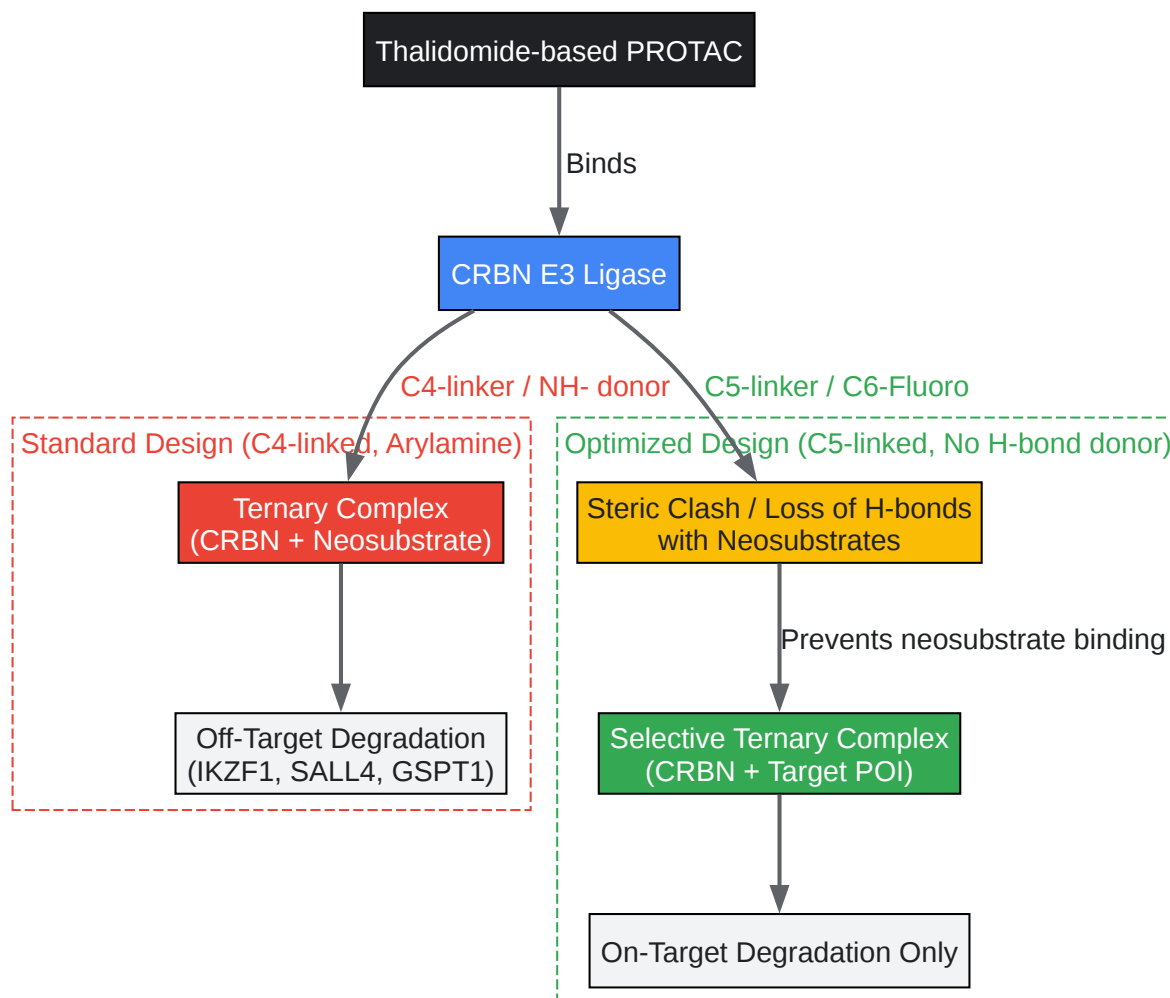 Thalidomide-based PROTAC
Binds
CRBN E3 Ligase
C4-linker / NH- donor
C5-linker / C6-Fluoro
Standard Design (C4-linked, Arylamine)
Ternary Complex
(CRBN + Neosubstrate)
Off-Target Degradation
(IKZF1, SALL4, GSPT1)
Optimized Design (C5-linked, No H-bond donor)
Steric Clash / Loss of H-bonds
with Neosubstrates
Prevents neosubstrate binding
Selective Ternary Complex
(CRBN + Target POI)
On-Target Degradation Only